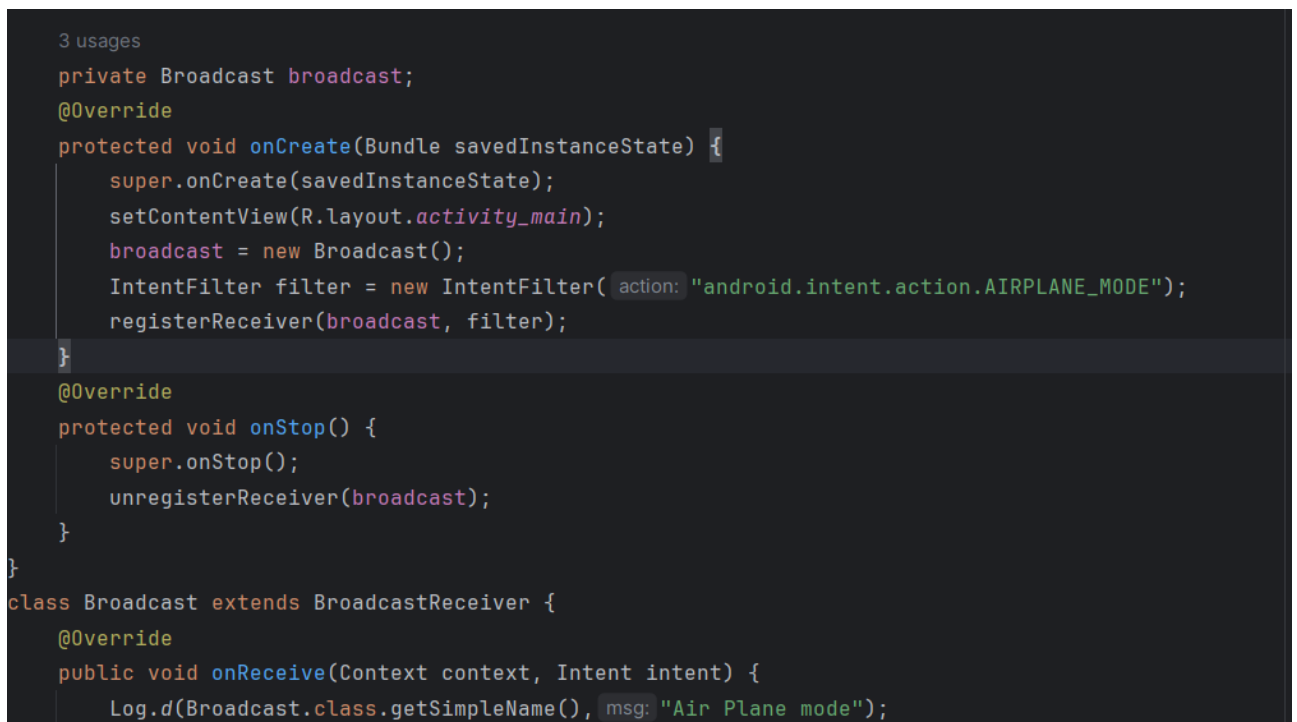 3 usages
private Broadcast broadcast;
@Override
protected void onCreate(Bundle savedInstanceState) {
super.onCreate(savedInstanceState);
setContentView(R.layout.activity_main);
broadcast = new Broadcast();
IntentFilter filter = new IntentFilter( action: "android.intent.action.AIRPLANE_MODE");
registerReceiver(broadcast, filter);
}
@Override
protected void onStop() {
super.onStop();
unregisterReceiver(broadcast);
}
}
class Broadcast extends BroadcastReceiver {
@Override
public void onReceive(Context context, Intent intent) {
Log.d(Broadcast.class.getSimpleName(), msg: "Air Plane mode");